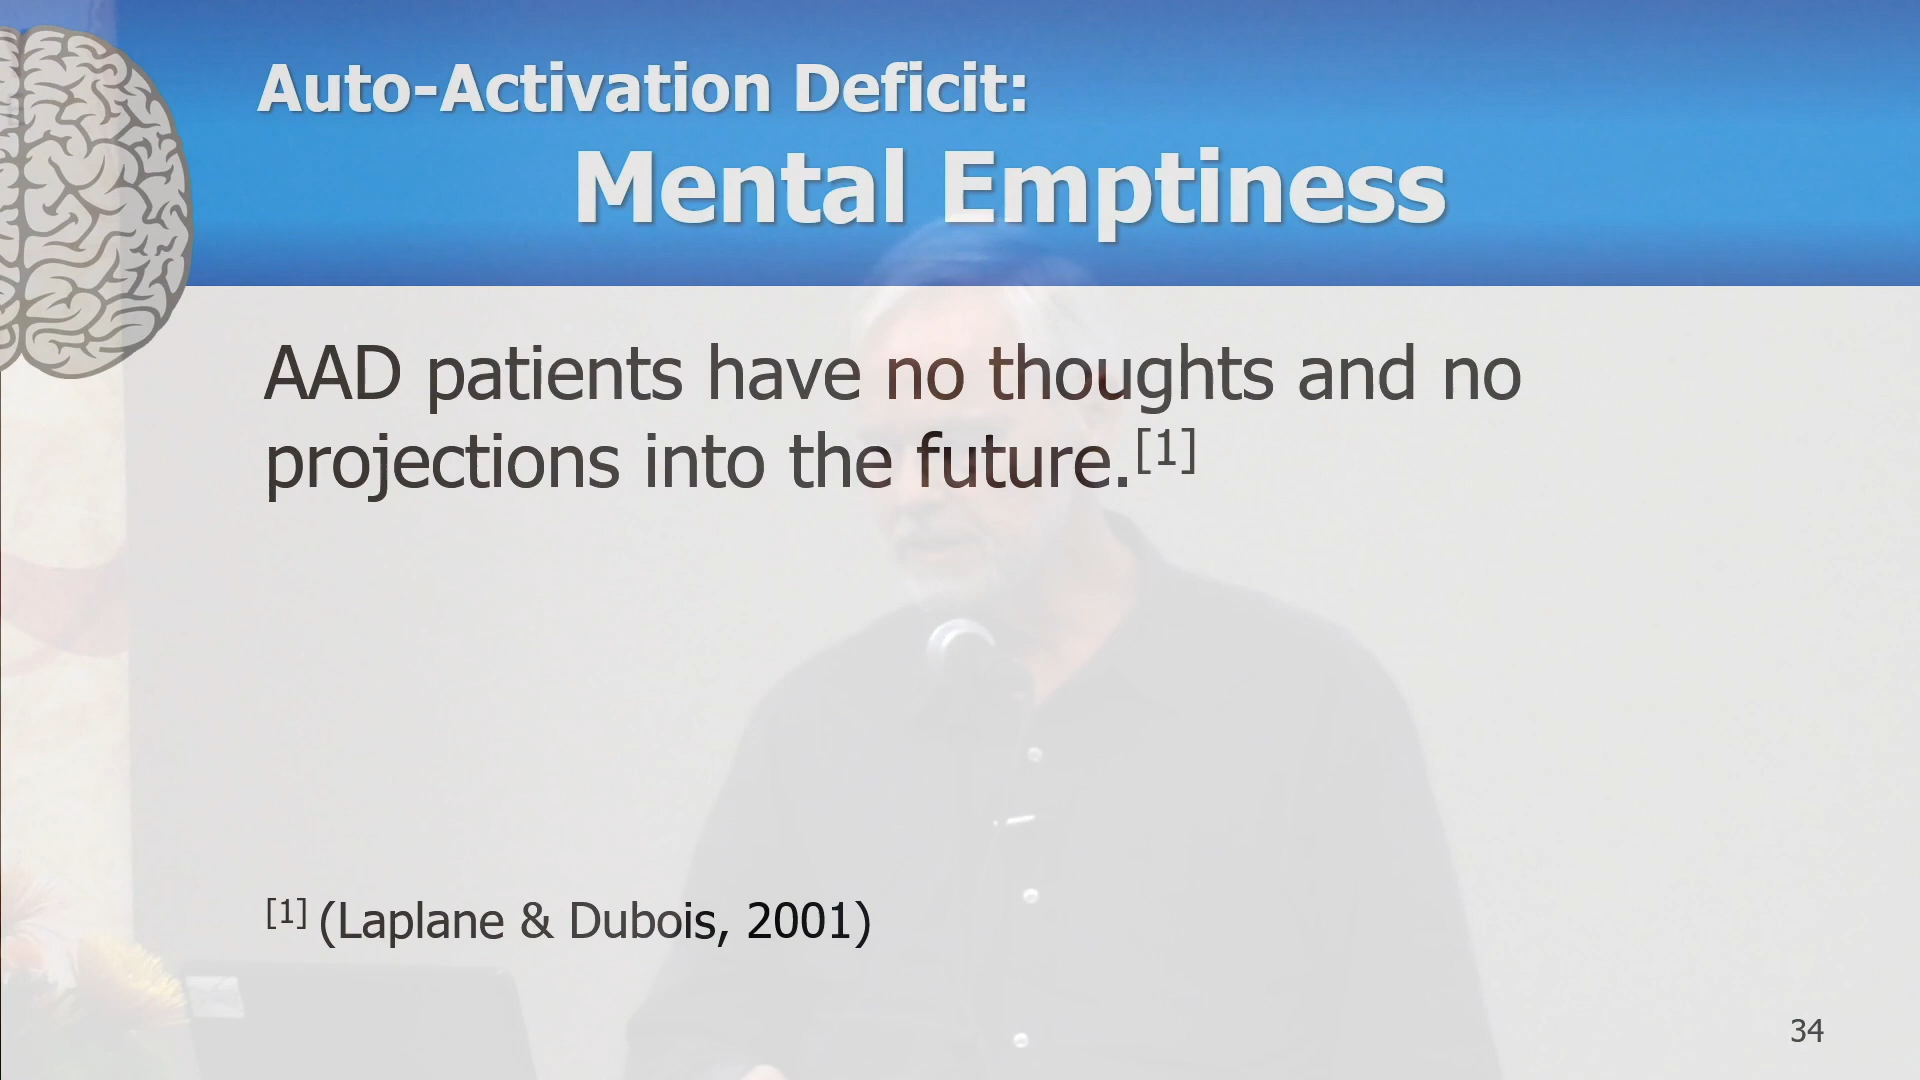 Auto-Activation Deficit:
Mental Emptiness
AAD patients have no thoughts and no
projections into the future.[1]
[1] (Laplane & Dubois, 2001)
34